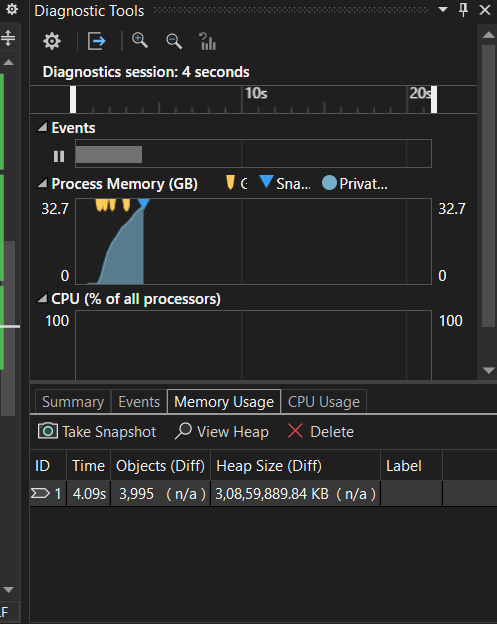 Diagnostic Tools
Diagnostics session: 4 seconds
10s 20s
Events
Process Memory (GB) G Sna... Privat...
32.7 32.7
0 0
CPU (% of all processors)
100 100
Summary Events Memory Usage CPU Usage
Take Snapshot View Heap Delete
ID Time Objects (Diff) Heap Size (Diff) Label
1 4.09s 3,995 ( n/a ) 3,08,59,889.84 KB ( n/a )
LF